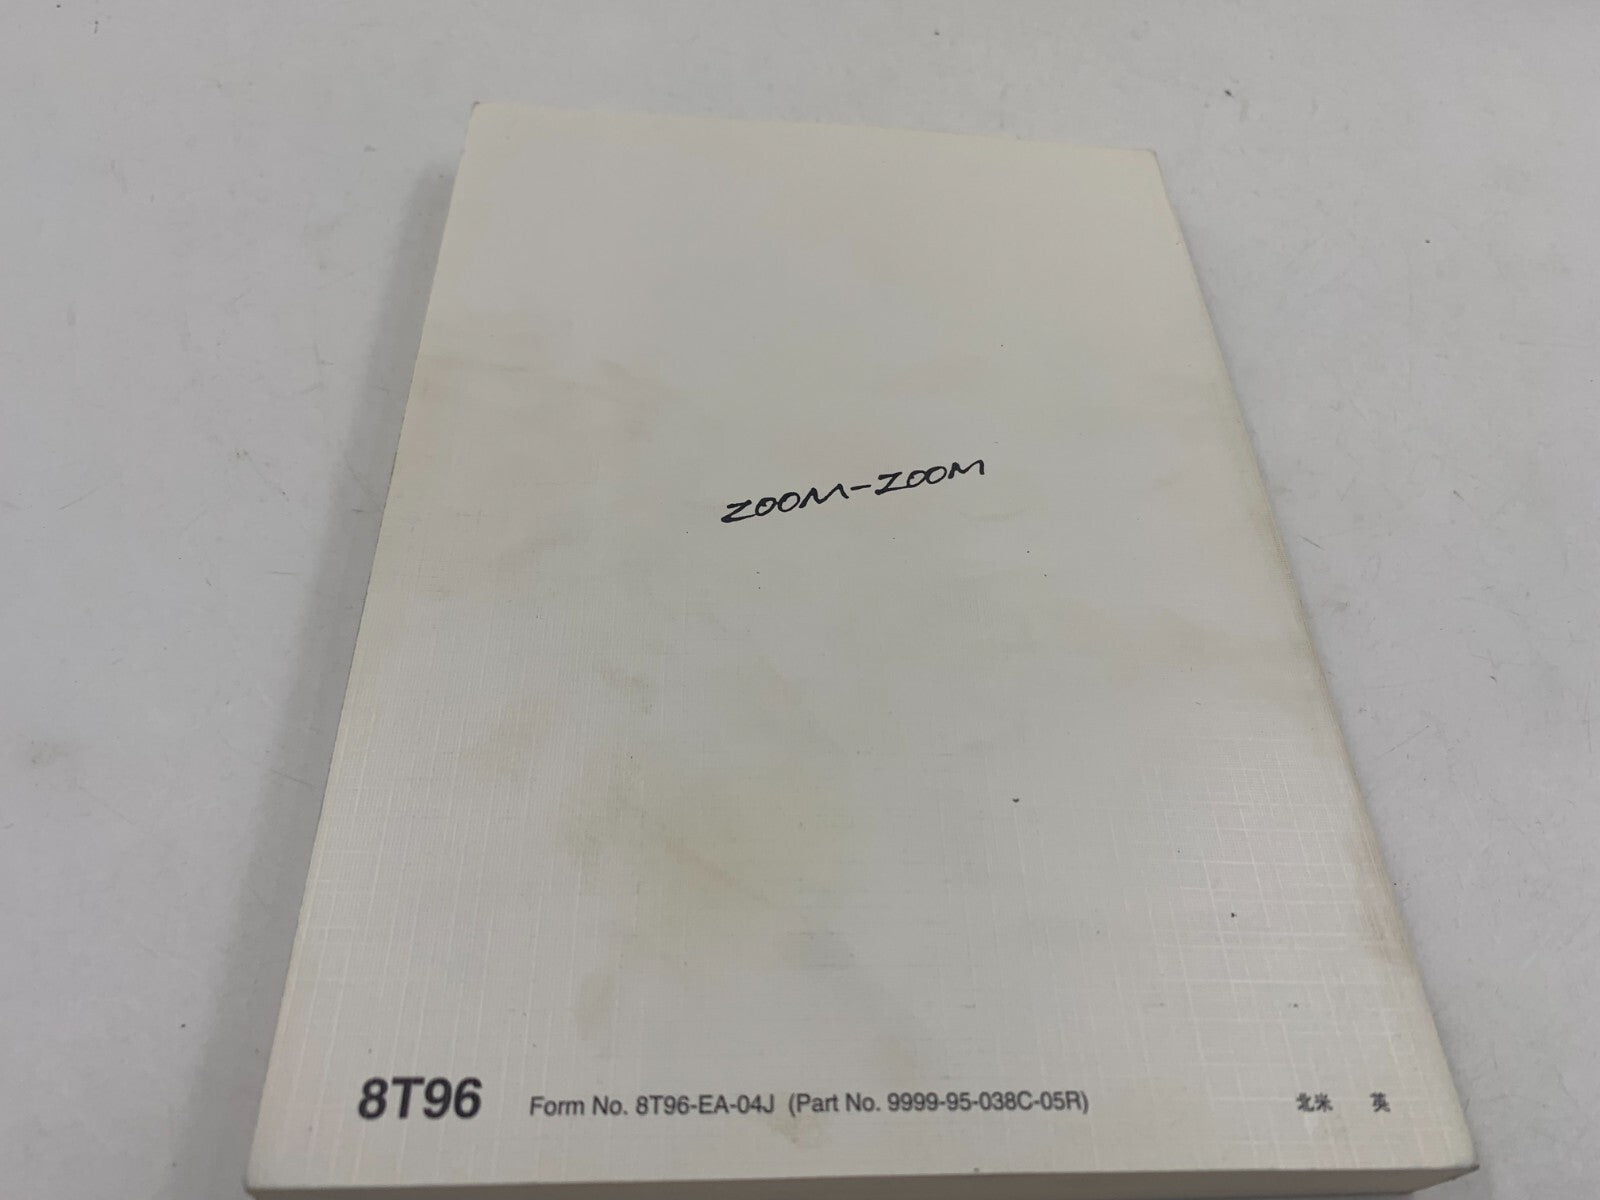 ZOOM-ZOOM
8T96 Form No. 8T96-EA-04J (Part No. 9999-95-038C-05R) 北米 英